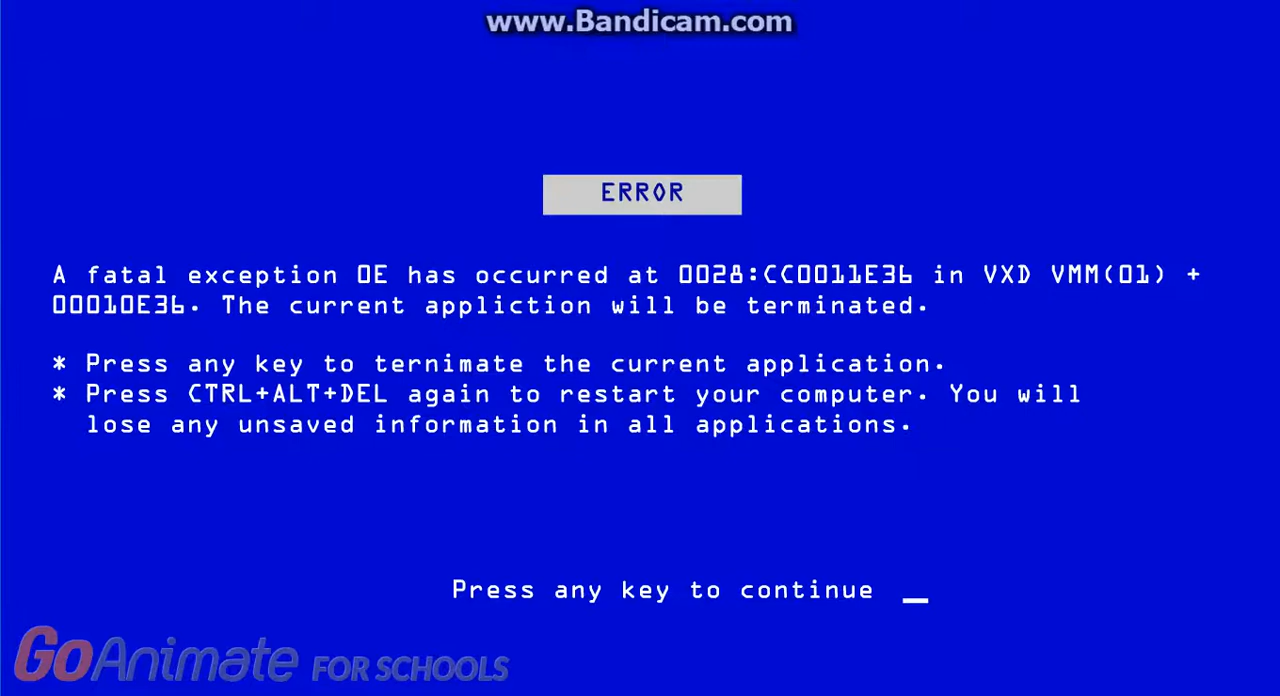 www.Bandicam.com
ERROR
A fatal exception 0E has occurred at 0028:CC0011E36 in VXD VMM(01) +
00010E36. The current appliction will be terminated.
* Press any key to ternimate the current application.
* Press CTRL+ALT+DEL again to restart your computer. You will
lose any unsaved information in all applications.
Press any key to continue _
GoAnimate FOR SCHOOLS